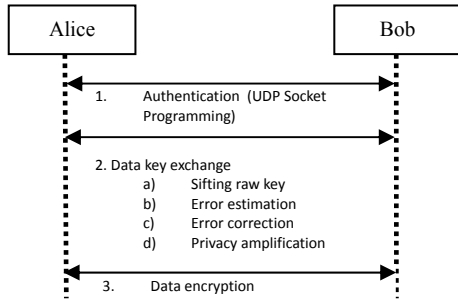 Alice
Bob
1. Authentication (UDP Socket
Programming)
2. Data key exchange
a) Sifting raw key
b) Error estimation
c) Error correction
d) Privacy amplification
3. Data encryption